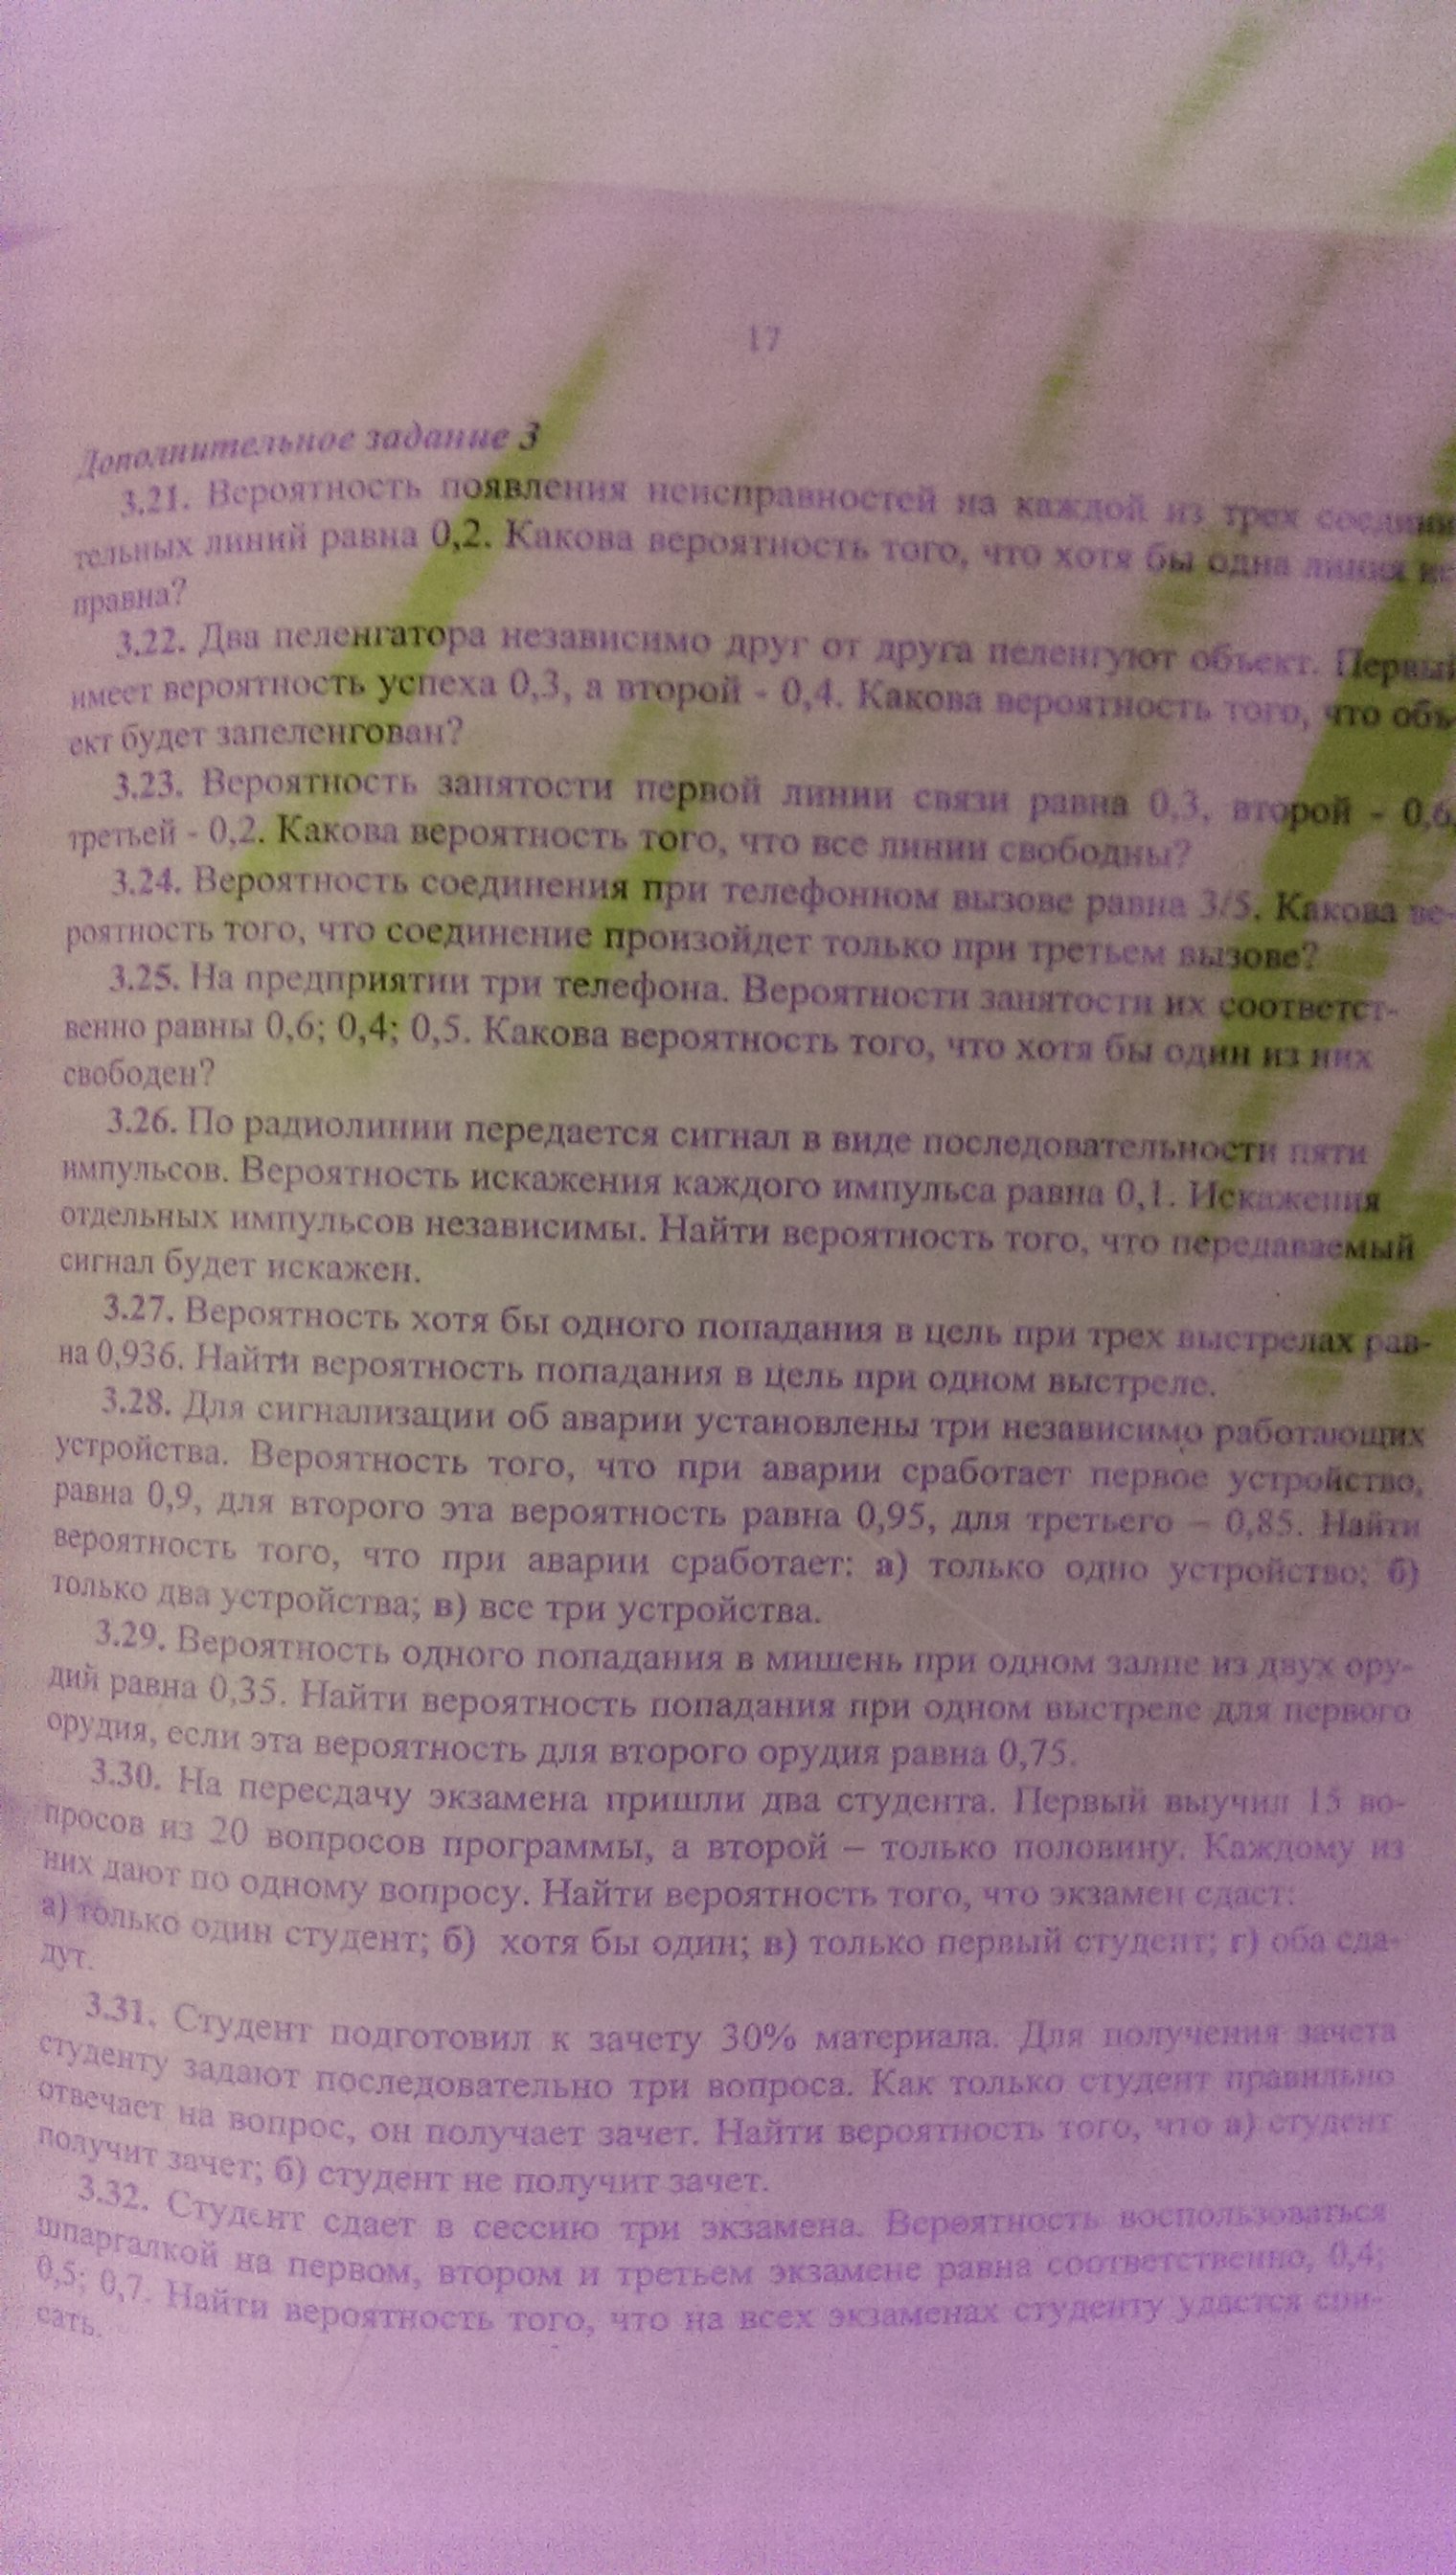 17
Дополнительное задание 3
3.21. Вероятность появления неисправностей на каждой из трех соедини
тельных линий равна 0,2. Какова вероятность того, что хотя бы одна линия
правна?
3.22. Два пеленгатора независимо друг от друга пеленгуют объект. Первый
имеет вероятность успеха 0,3, а второй - 0,4. Какова вероятность того, что объ-
ект будет запеленгован?
3.23. Вероятность занятости первой линии связи равна 0,3, второй - 0,6,
третьей - 0,2. Какова вероятность того, что все линии свободны?
3.24. Вероятность соединения при телефонном вызове равна 3/5. Какова ве-
роятность того, что соединение произойдет только при третьем вызове?
3.25. На предприятии три телефона. Вероятности занятости их соответст-
венно равны 0,6; 0,4; 0,5. Какова вероятность того, что хотя бы один из них
свободен?
3.26. По радиолинии передается сигнал в виде последовательности пяти
импульсов. Вероятность искажения каждого импульса равна 0,1. Искажения
отдельных импульсов независимы. Найти вероятность того, что передаваемый
сигнал будет искажен.
3.27. Вероятность хотя бы одного попадания в цель при трех выстрелах рав-
на 0,936. Найти вероятность попадания в цель при одном выстреле.
3.28. Для сигнализации об аварии установлены три независимо работающих
устройства. Вероятность того, что при аварии сработает первое устройство,
равна 0,9, для второго эта вероятность равна 0,95, для третьего – 0,85. Найти
вероятность того, что при аварии сработает: а) только одно устройство; б)
только два устройства; в) все три устройства.
3.29. Вероятность одного попадания в мишень при одном залпе из двух ору-
дий равна 0,35. Найти вероятность попадания при одном выстреле для первого
орудия, если эта вероятность для второго орудия равна 0,75.
3.30. На пересдачу экзамена пришли два студента. Первый выучил 15 во-
просов из 20 вопросов программы, а второй – только половину. Каждому из
них дают по одному вопросу. Найти вероятность того, что экзамен сдаст:
а) только один студент; б) хотя бы один; в) только первый студент; г) оба сда-
дут.
3.31. Студент подготовил к зачету 30% материала. Для получения зачета
студенту задают последовательно три вопроса. Как только студент правильно
отвечает на вопрос, он получает зачет. Найти вероятность того, что а) студент
получит зачет; б) студент не получит зачет.
3.32. Студент сдает в сессию три экзамена. Вероятность воспользоваться
шпаргалкой на первом, втором и третьем экзамене равна соответственно, 0,4;
0,5; 0,7. Найти вероятность того, что на всех экзаменах студенту удастся спи-
сать.